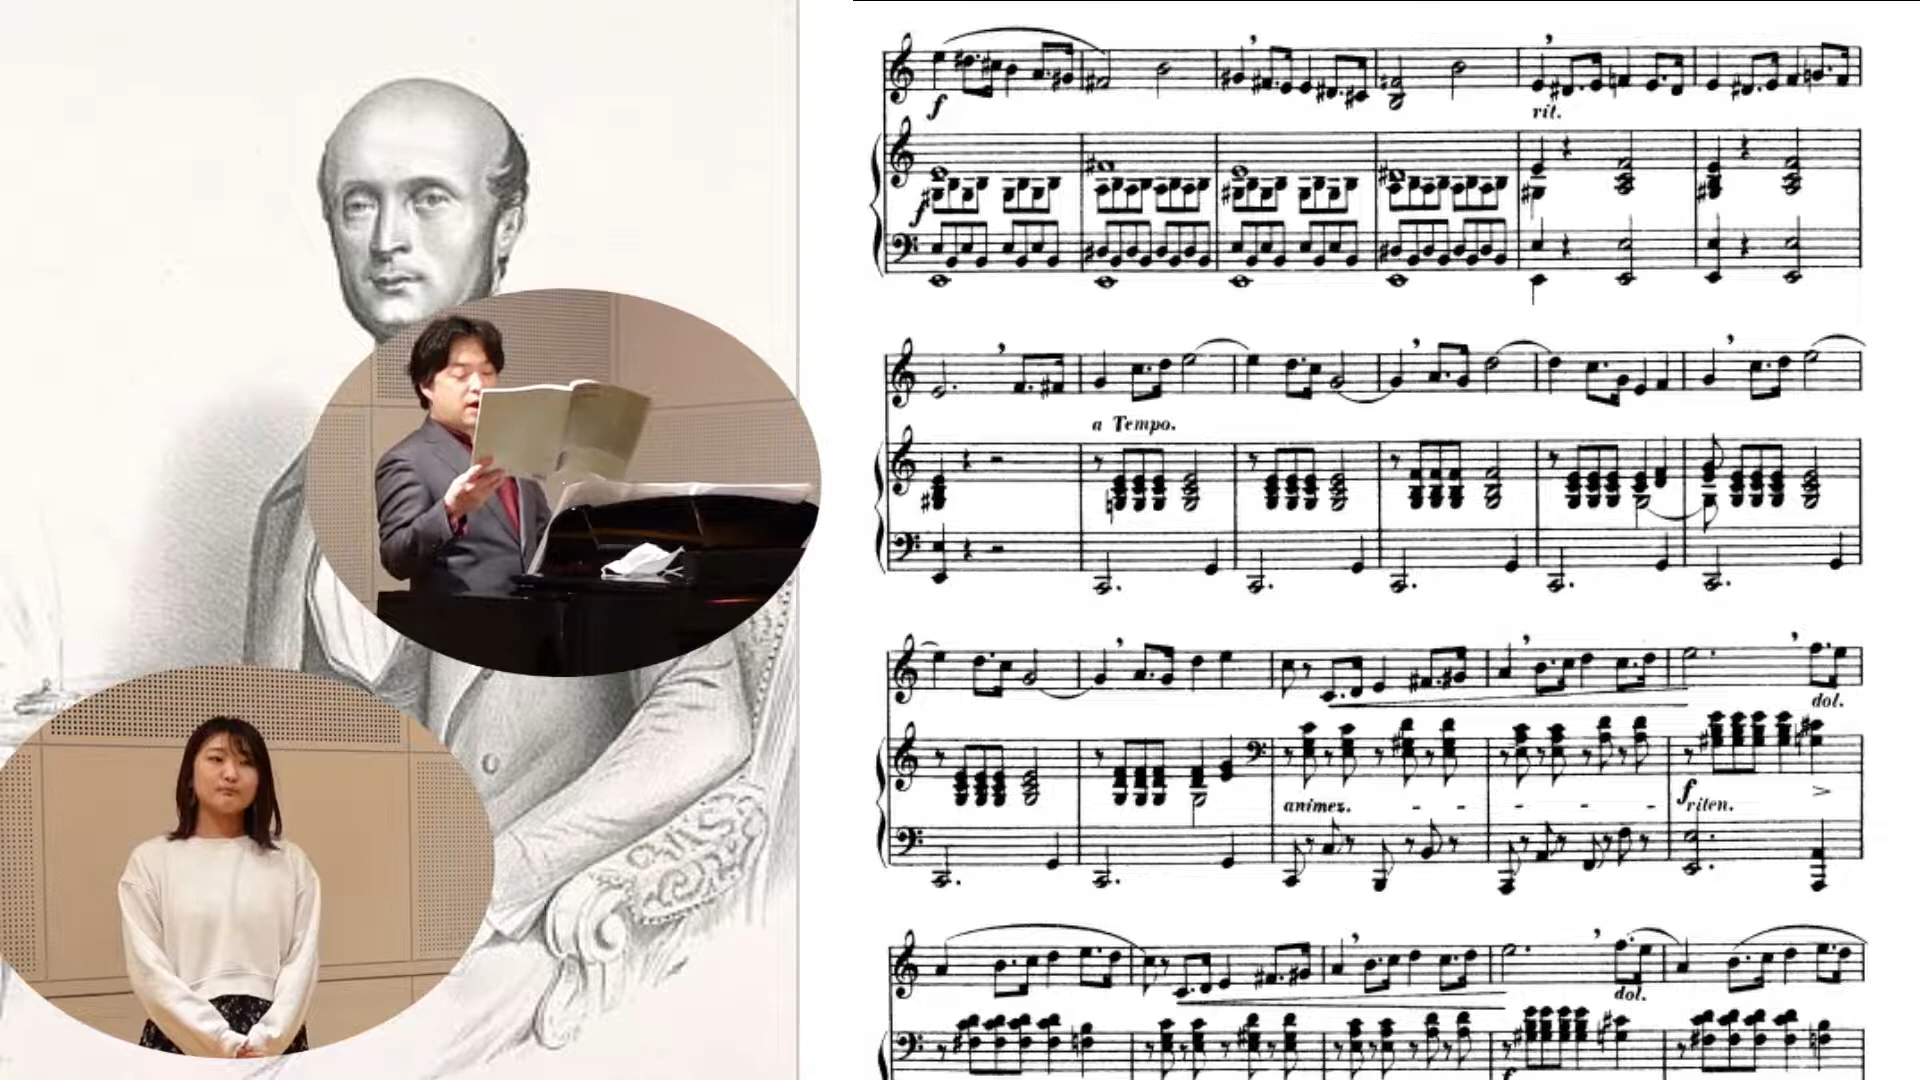 f
rit.
f
a Tempo.
dol.
animez. - - - - - -
f riten.
dol.
f